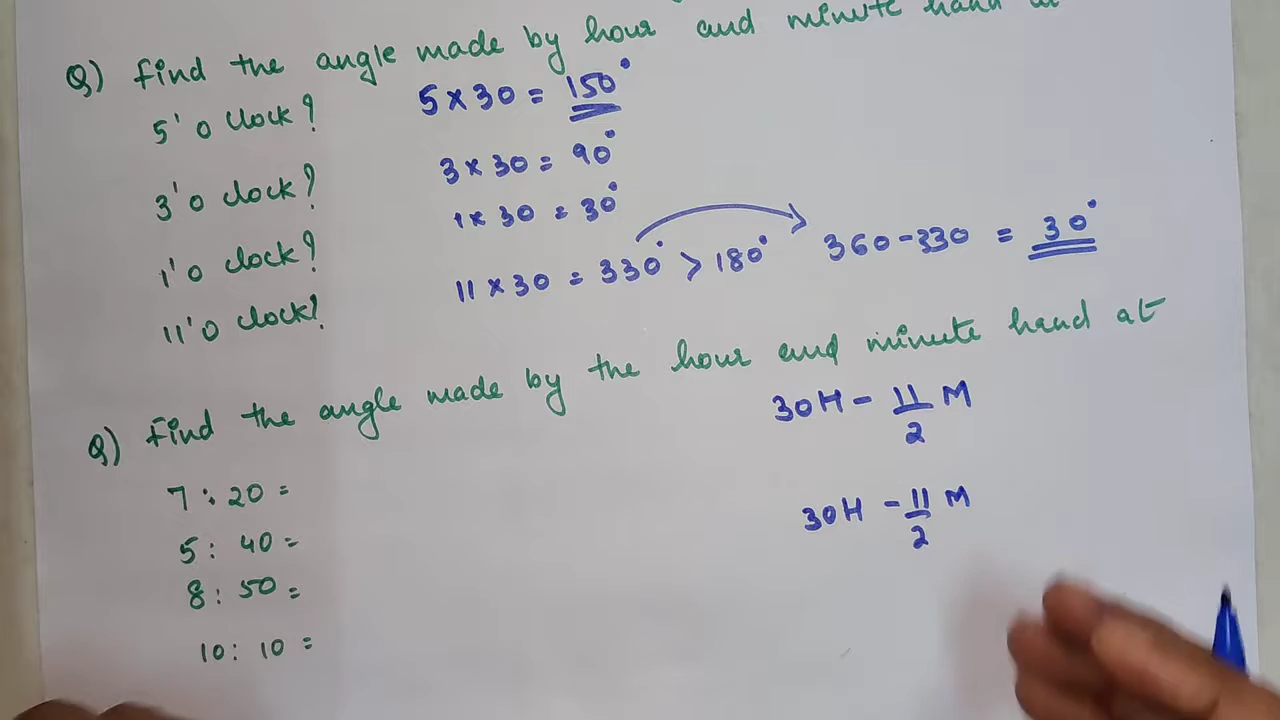 Q) Find the angle made by hour and minute hand at
5'o clock? 5 x 30 = 150°
3'o clock? 3 x 30 = 90°
1'o clock? 1 x 30 = 30°
11'o clock? 11 x 30 = 330° > 180° 360-330 = 30°
Q) Find the angle made by the hour and minute hand at
30H - 11/2 M
7 : 20 =
5 : 40 = 30H - 11/2 M
8 : 50 =
10 : 10 =